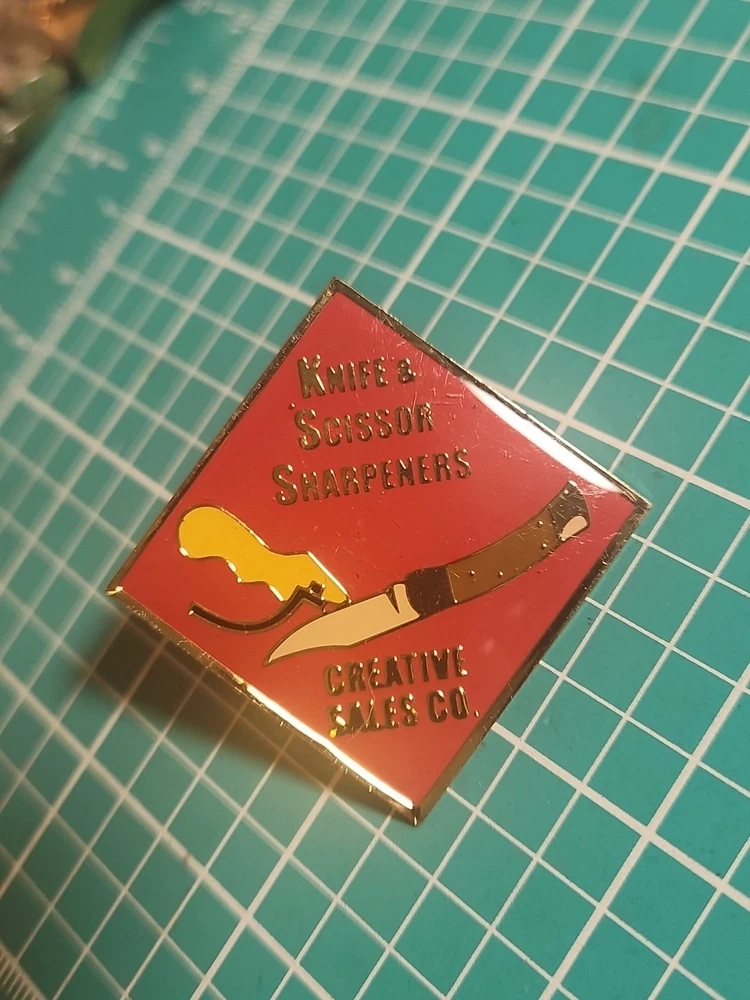 KNIFE &
SCISSOR
SHARPENERS
CREATIVE
SALES CO.